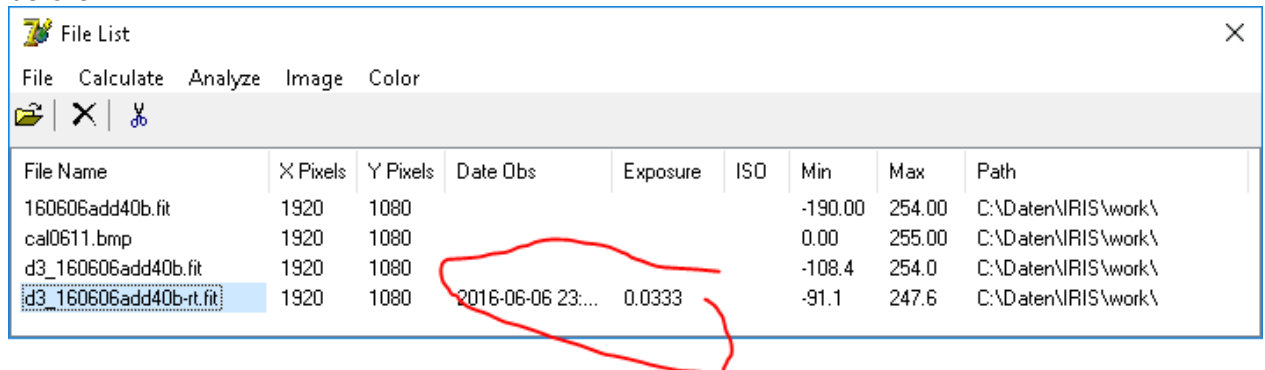 File List
File Calculate Analyze Image Color
File Name X Pixels Y Pixels Date Obs Exposure ISO Min Max Path
160606add40b.fit 1920 1080 -190.00 254.00 C:\Daten\IRIS\work\
cal0611.bmp 1920 1080 0.00 255.00 C:\Daten\IRIS\work\
d3_160606add40b.fit 1920 1080 -108.4 254.0 C:\Daten\IRIS\work\
d3_160606add40b-rt.fit 1920 1080 2016-06-06 23:... 0.0333 -91.1 247.6 C:\Daten\IRIS\work\